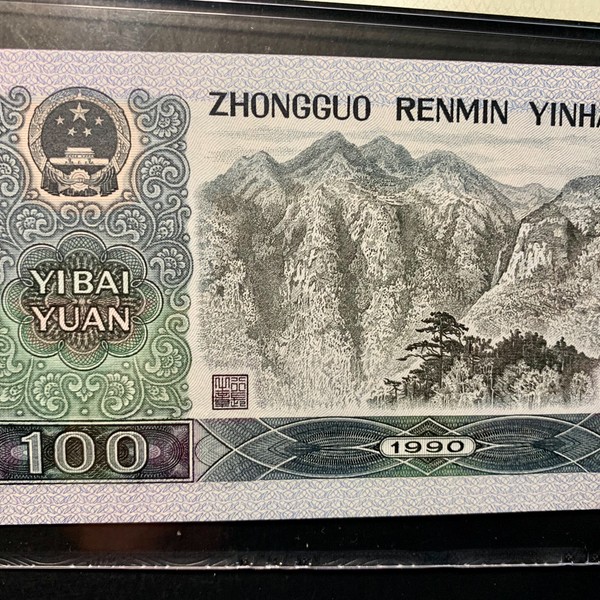 ZHONGGUO RENMIN YINHA
YIBAI
YUAN
100
1990